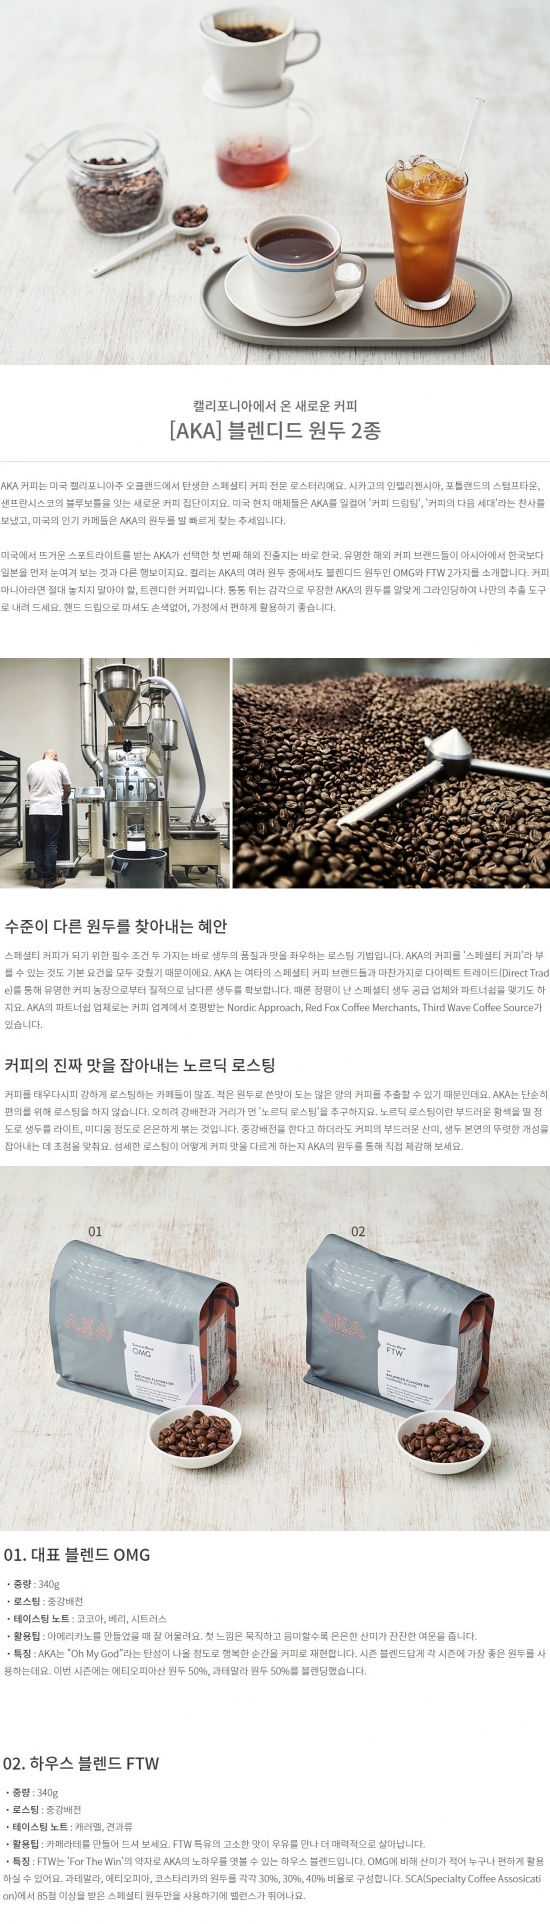 캘리포니아에서 온 새로운 커피
[AKA] 블렌디드 원두 2종
AKA 커피는 미국 캘리포니아주 오클랜드에서 탄생한 스페셜티 커피 전문 로스터리예요. 시카고의 인텔리젠시아, 포틀랜드의 스텀프타운,
샌프란시스코의 블루보틀을 잇는 새로운 커피 집단이지요. 미국 현지 매체들은 AKA를 일컬어 '커피 드림팀', '커피의 다음 세대'라는 찬사를
보냈고, 미국의 인기 카페들은 AKA의 원두를 발 빠르게 찾는 추세입니다.
미국에서 뜨거운 스포트라이트를 받는 AKA가 선택한 첫 번째 해외 진출지는 바로 한국. 유명한 해외 커피 브랜드들이 아시아에서 한국보다
일본을 먼저 눈여겨 보는 것과 다른 행보이지요. 컬리는 AKA의 여러 원두 중에서도 블렌디드 원두인 OMG와 FTW 2가지를 소개합니다. 커피
마니아라면 절대 놓치지 말아야 할, 트렌디한 커피입니다. 통통 튀는 감각으로 무장한 AKA의 원두를 알맞게 그라인딩하여 나만의 추출 도구
로 내려 드세요. 핸드 드립으로 마셔도 손색없어, 가정에서 편하게 활용하기 좋습니다.
수준이 다른 원두를 찾아내는 혜안
스페셜티 커피가 되기 위한 필수 조건 두 가지는 바로 생두의 품질과 맛을 좌우하는 로스팅 기법입니다. AKA의 커피를 '스페셜티 커피'라 부
를 수 있는 것도 기본 요건을 모두 갖췄기 때문이에요. AKA 는 여타의 스페셜티 커피 브랜드들과 마찬가지로 다이렉트 트레이드(Direct Trad
e)를 통해 유명한 커피 농장으로부터 질적으로 남다른 생두를 확보합니다. 때론 정평이 난 스페셜티 생두 공급 업체와 파트너쉽을 맺기도 하
지요. AKA의 파트너쉽 업체로는 커피 업계에서 호평받는 Nordic Approach, Red Fox Coffee Merchants, Third Wave Coffee Source가
있습니다.
커피의 진짜 맛을 잡아내는 노르딕 로스팅
커피를 태우다시피 강하게 로스팅하는 카페들이 많죠. 적은 원두로 쓴맛이 도는 많은 양의 커피를 추출할 수 있기 때문인데요. AKA는 단순히
편의를 위해 로스팅을 하지 않습니다. 오히려 강배전과 거리가 먼 '노르딕 로스팅'을 추구하지요. 노르딕 로스팅이란 부드러운 황색을 띨 정
도로 생두를 라이트, 미디움 정도로 은은하게 볶는 것입니다. 중강배전을 한다고 하더라도 커피의 부드러운 산미, 생두 본연의 뚜렷한 개성을
잡아내는 데 초점을 맞춰요. 섬세한 로스팅이 어떻게 커피 맛을 다르게 하는지 AKA의 원두를 통해 직접 체감해 보세요.
01
02
AKA
OMG
AKA
FTW
01. 대표 블렌드 OMG
・중량 : 340g
・로스팅 : 중강배전
・테이스팅 노트 : 코코아, 베리, 시트러스
・활용팁 : 아메리카노를 만들었을 때 잘 어울려요. 첫 느낌은 묵직하고 음미할수록 은은한 산미가 잔잔한 여운을 줍니다.
・특징 : AKA는 "Oh My God"라는 탄성이 나올 정도로 행복한 순간을 커피로 재현합니다. 시즌 블렌드답게 각 시즌에 가장 좋은 원두를 사
용하는데요. 이번 시즌에는 에티오피아산 원두 50%, 과테말라 원두 50%를 블렌딩했습니다.
02. 하우스 블렌드 FTW
・중량 : 340g
・로스팅 : 중강배전
・테이스팅 노트 : 캐러멜, 견과류
・활용팁 : 카페라테를 만들어 드셔 보세요. FTW 특유의 고소한 맛이 우유를 만나 더 매력적으로 살아납니다.
・특징 : FTW는 'For The Win'의 약자로 AKA의 노하우를 엿볼 수 있는 하우스 블렌드입니다. OMG에 비해 산미가 적어 누구나 편하게 활용
하실 수 있어요. 과테말라, 에티오피아, 코스타리카의 원두를 각각 30%, 30%, 40% 비율로 구성합니다. SCA(Specialty Coffee Assosicati
on)에서 85점 이상을 받은 스페셜티 원두만을 사용하기에 밸런스가 뛰어나요.